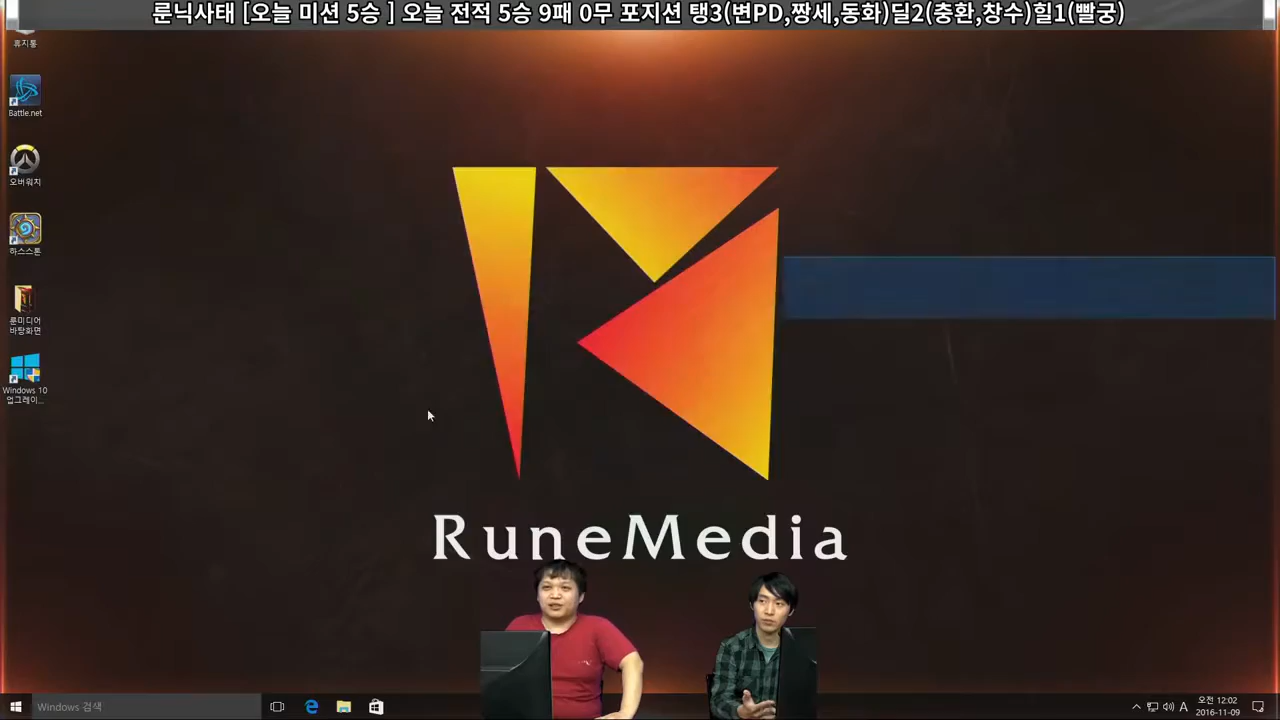 룬닉사태 [오늘 미션 5승 ] 오늘 전적 5승 9패 0무 포지션 탱3(변PD,짱세,동화)딜2(충환,창수)힐1(빨궁)
휴지통
Battle.net
오버워치
하스스톤
룬미디어
바탕화면
Windows 10
업그레이...
RuneMedia
Windows 검색
A
오전 12:02
2016-11-09